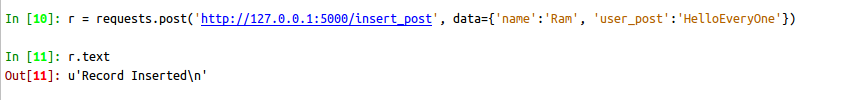 In [10]: r = requests.post('http://127.0.0.1:5000/insert_post', data={'name':'Ram', 'user_post':'HelloEveryOne'})
In [11]: r.text
Out[11]: u'Record Inserted\n'